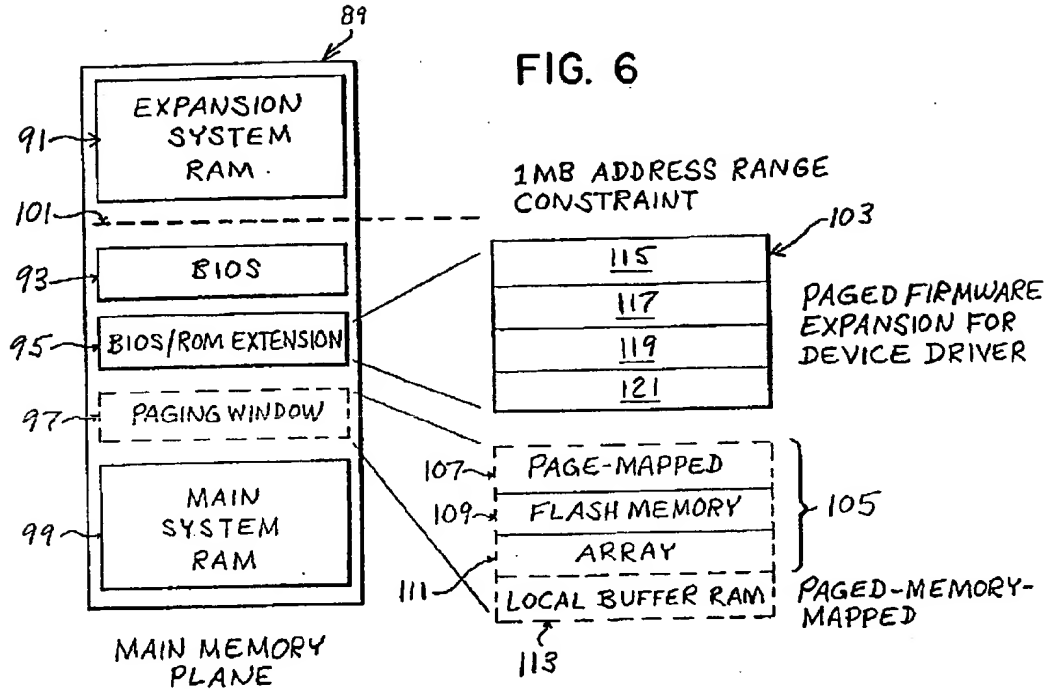 89
FIG. 6
EXPANSION
SYSTEM
RAM
91
1MB ADDRESS RANGE
CONSTRAINT
101
103
93
BIOS
95
BIOS/ROM EXTENSION
115
117
119
121
PAGED FIRMWARE
EXPANSION FOR
DEVICE DRIVER
97
PAGING WINDOW
99
MAIN
SYSTEM
RAM
107
PAGE-MAPPED
109
FLASH MEMORY
105
111
ARRAY
LOCAL BUFFER RAM
113
PAGED-MEMORY-
MAPPED
MAIN MEMORY
PLANE